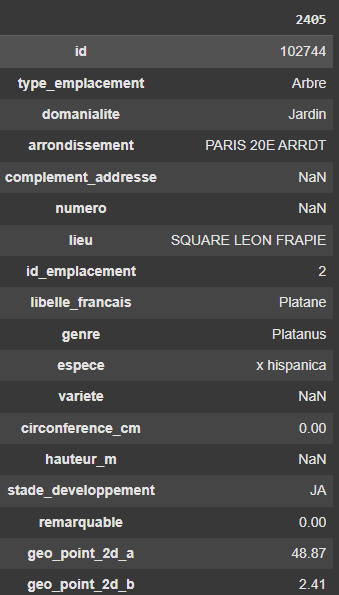 2405
id 102744
type_emplacement Arbre
domanialite Jardin
arrondissement PARIS 20E ARRDT
complement_addresse NaN
numero NaN
lieu SQUARE LEON FRAPIE
id_emplacement 2
libelle_francais Platane
genre Platanus
espece x hispanica
variete NaN
circonference_cm 0.00
hauteur_m NaN
stade_developpement JA
remarquable 0.00
geo_point_2d_a 48.87
geo_point_2d_b 2.41